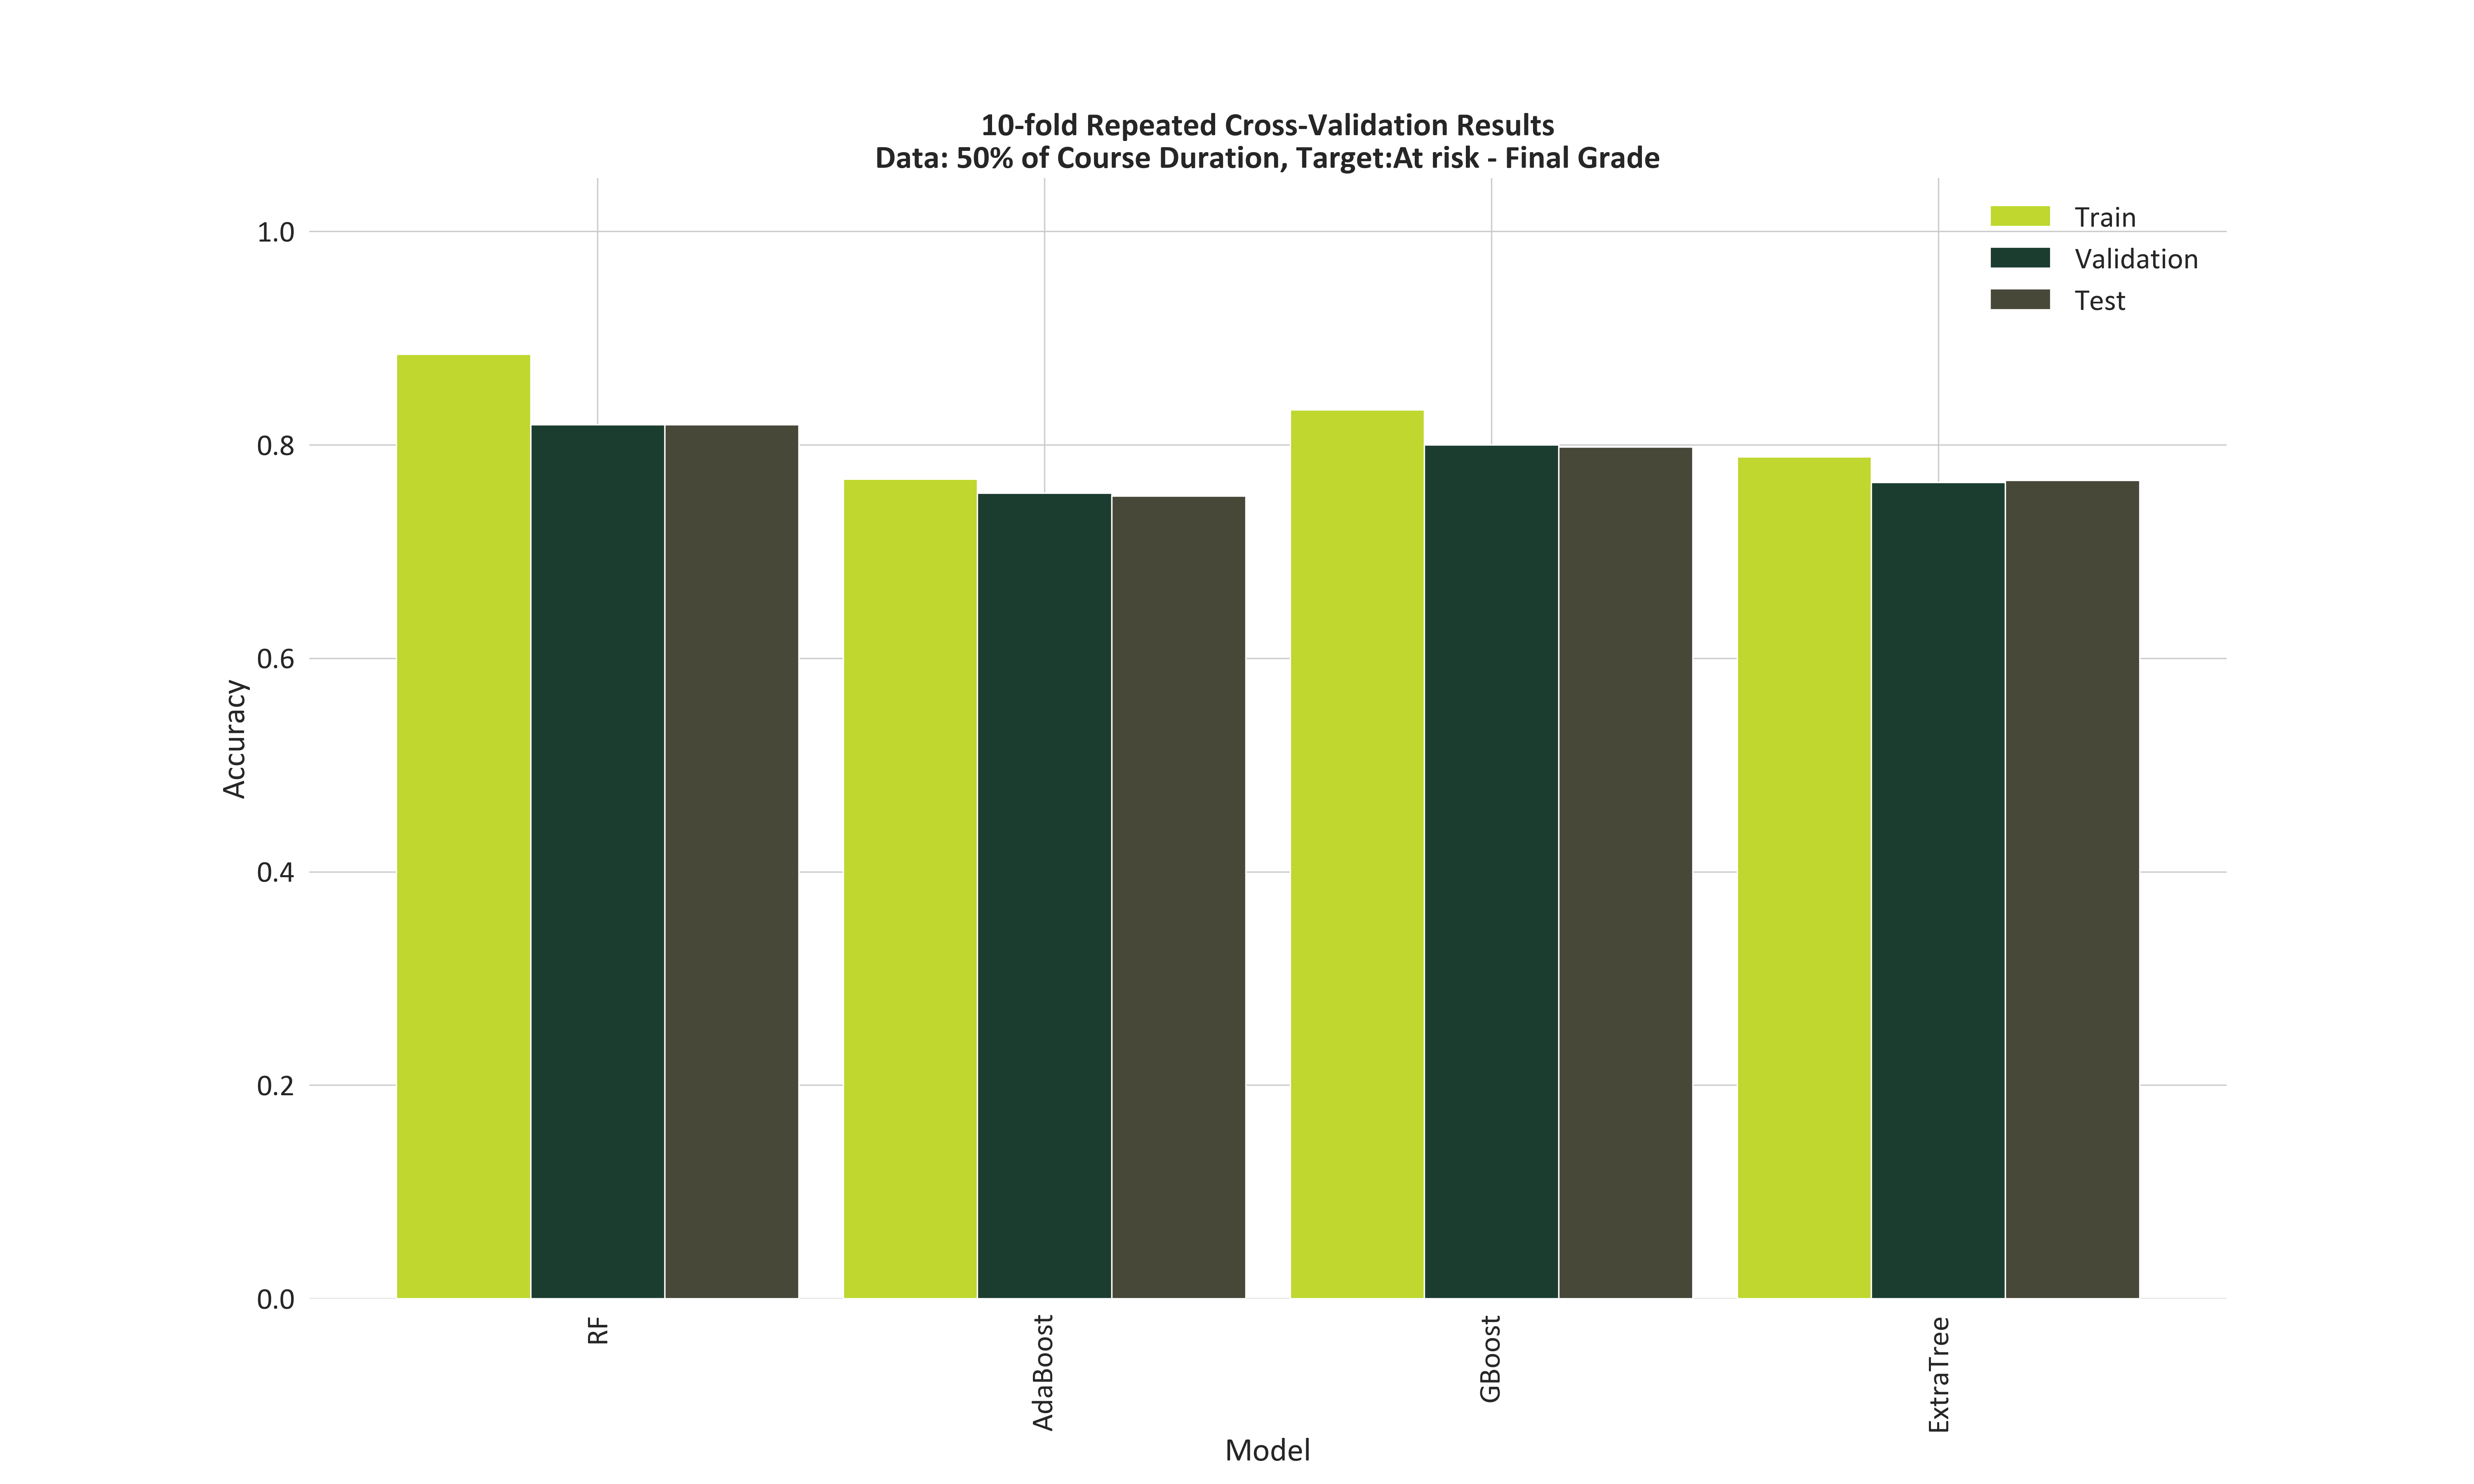 10-fold Repeated Cross-Validation Results
Data: 50% of Course Duration, Target:At risk - Final Grade
Train
Validation
Test
1.0
0.8
0.6
0.4
0.2
0.0
Accuracy
RF
AdaBoost
GBoost
ExtraTree
Model